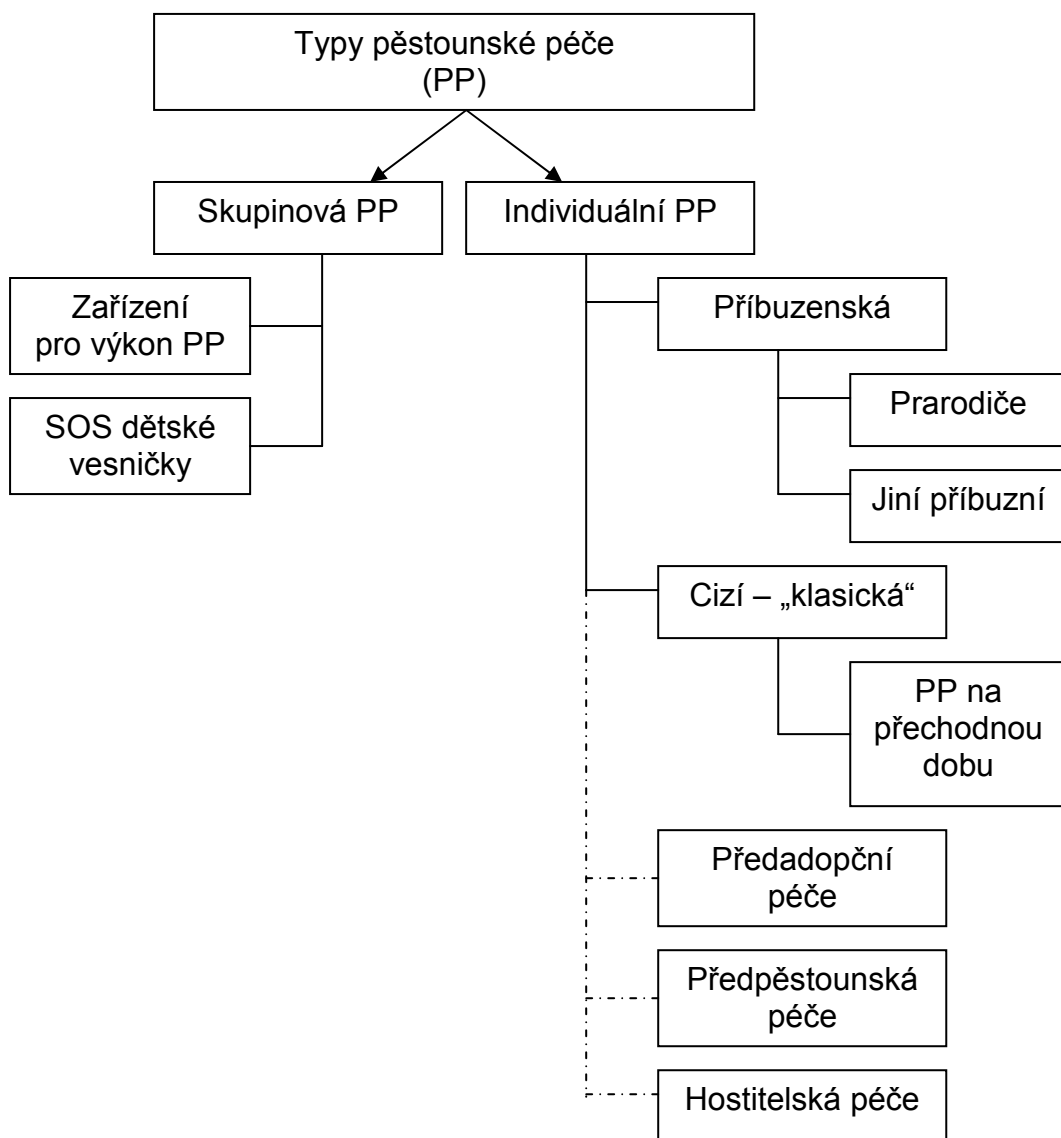 Typy pěstounské péče
(PP)
Skupinová PP
Individuální PP
Zařízení
pro výkon PP
SOS dětské
vesničky
Příbuzenská
Prarodiče
Jiní příbuzní
Cizí – „klasická“
PP na
přechodnou
dobu
Předadopční
péče
Předpěstounská
péče
Hostitelská péče